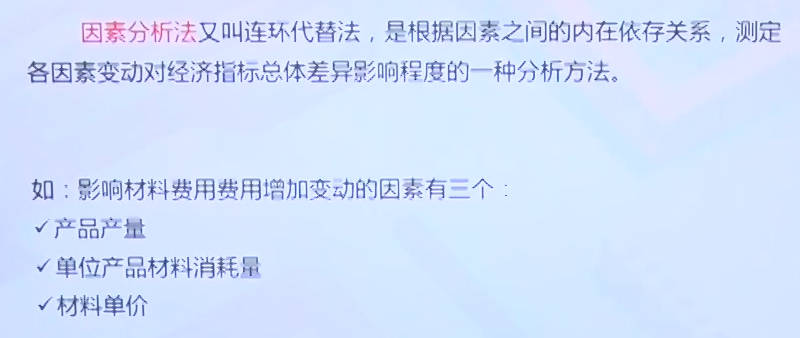 因素分析法又叫连环代替法，是根据因素之间的内在依存关系，测定
各因素变动对经济指标总体差异影响程度的一种分析方法。
如：影响材料费用费用增加变动的因素有三个：
✓产品产量
✓单位产品材料消耗量
✓材料单价